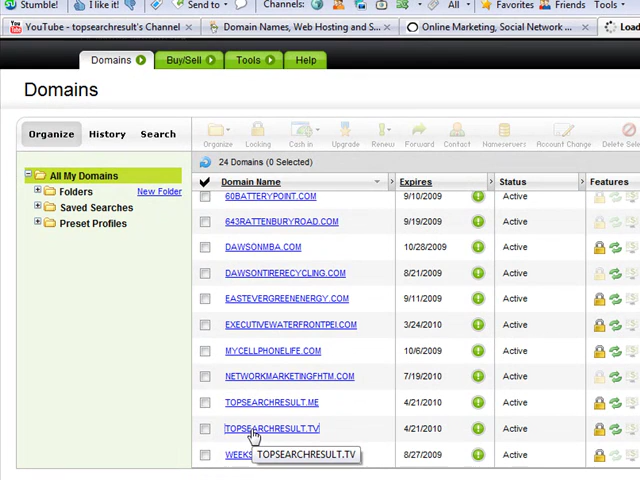 Stumble! I like it! Send to Channels: All Favorites Friends Tools
YouTube - topsearchresult's Channel Domain Names, Web Hosting and S... Online Marketing, Social Network ... Load
Domains Buy/Sell Tools Help
Domains
Organize History Search
Organize Locking Cash in Upgrade Renew Forward Contact Nameservers Account Change Delete Sele
24 Domains (0 Selected)
All My Domains
Folders New Folder
Saved Searches
Preset Profiles
Domain Name Expires Status Features
60BATTERYPOINT.COM 9/10/2009 Active
643RATTENBURYROAD.COM 9/19/2009 Active
DAWSONMBA.COM 10/28/2009 Active
DAWSONTIRERECYCLING.COM 8/21/2009 Active
EASTEVERGREENENERGY.COM 9/11/2009 Active
EXECUTIVEWATERFRONTPEI.COM 3/24/2010 Active
MYCELLPHONELIFE.COM 10/6/2009 Active
NETWORKMARKETINGFHTM.COM 7/19/2010 Active
TOPSEARCHRESULT.ME 4/21/2010 Active
TOPSEARCHRESULT.TV 4/21/2010 Active
WEEKS 8/27/2009 Active
TOPSEARCHRESULT.TV